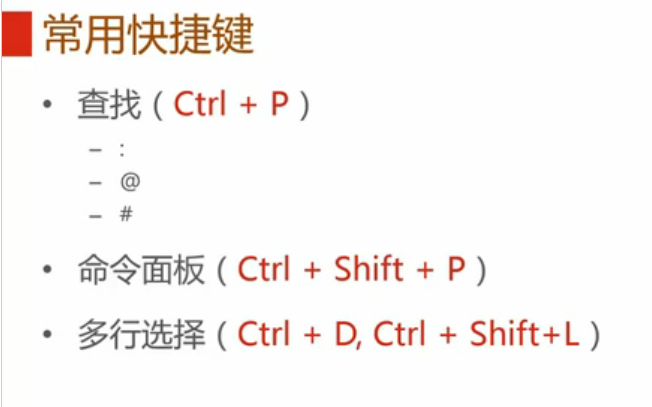 常用快捷键
• 查找（Ctrl + P）
– :
– @
– #
• 命令面板（Ctrl + Shift + P）
• 多行选择（Ctrl + D, Ctrl + Shift+L）